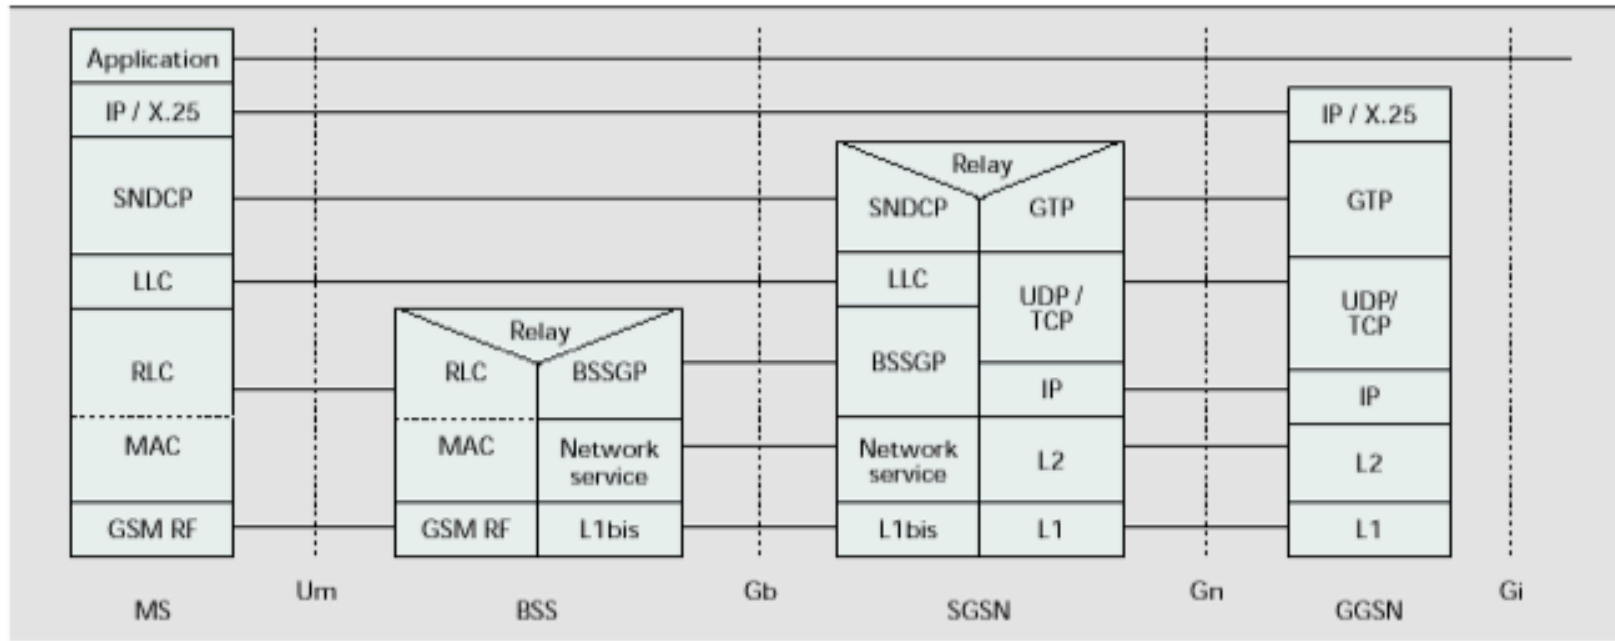 Application
IP / X.25
SNDCP
LLC
RLC
MAC
GSM RF
MS
Um
Relay
RLC
BSSGP
MAC
Network
service
GSM RF
L1bis
BSS
Gb
Relay
SNDCP
GTP
LLC
UDP /
TCP
BSSGP
IP
Network
service
L2
L1bis
L1
SGSN
Gn
IP / X.25
GTP
UDP/
TCP
IP
L2
L1
GGSN
Gi